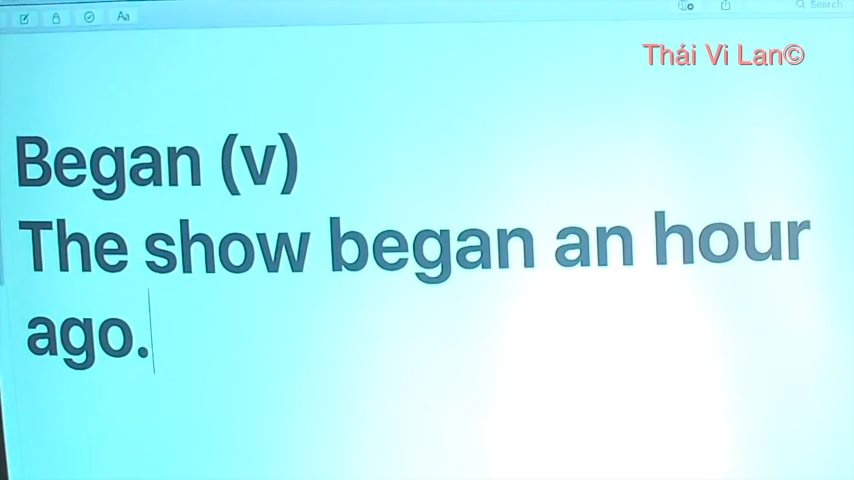 Aa
Search
Thái Vi Lan©
Began (v)
The show began an hour
ago.